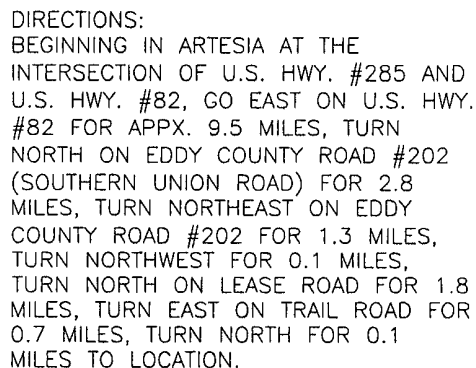 DIRECTIONS:
BEGINNING IN ARTESIA AT THE
INTERSECTION OF U.S. HWY. #285 AND
U.S. HWY. #82, GO EAST ON U.S. HWY.
#82 FOR APPX. 9.5 MILES, TURN
NORTH ON EDDY COUNTY ROAD #202
(SOUTHERN UNION ROAD) FOR 2.8
MILES, TURN NORTHEAST ON EDDY
COUNTY ROAD #202 FOR 1.3 MILES,
TURN NORTHWEST FOR 0.1 MILES,
TURN NORTH ON LEASE ROAD FOR 1.8
MILES, TURN EAST ON TRAIL ROAD FOR
0.7 MILES, TURN NORTH FOR 0.1
MILES TO LOCATION.